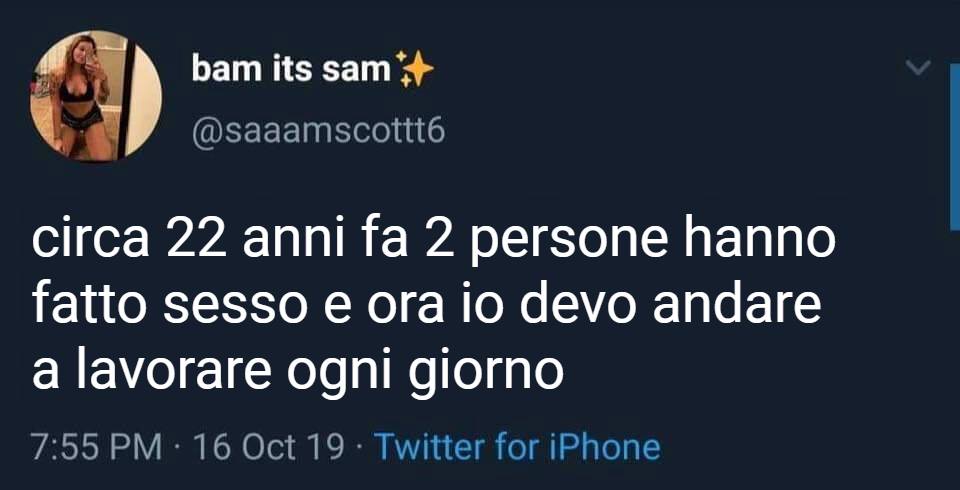 bam its sam✨
@saaamscottt6
circa 22 anni fa 2 persone hanno
fatto sesso e ora io devo andare
a lavorare ogni giorno
7:55 PM · 16 Oct 19 · Twitter for iPhone